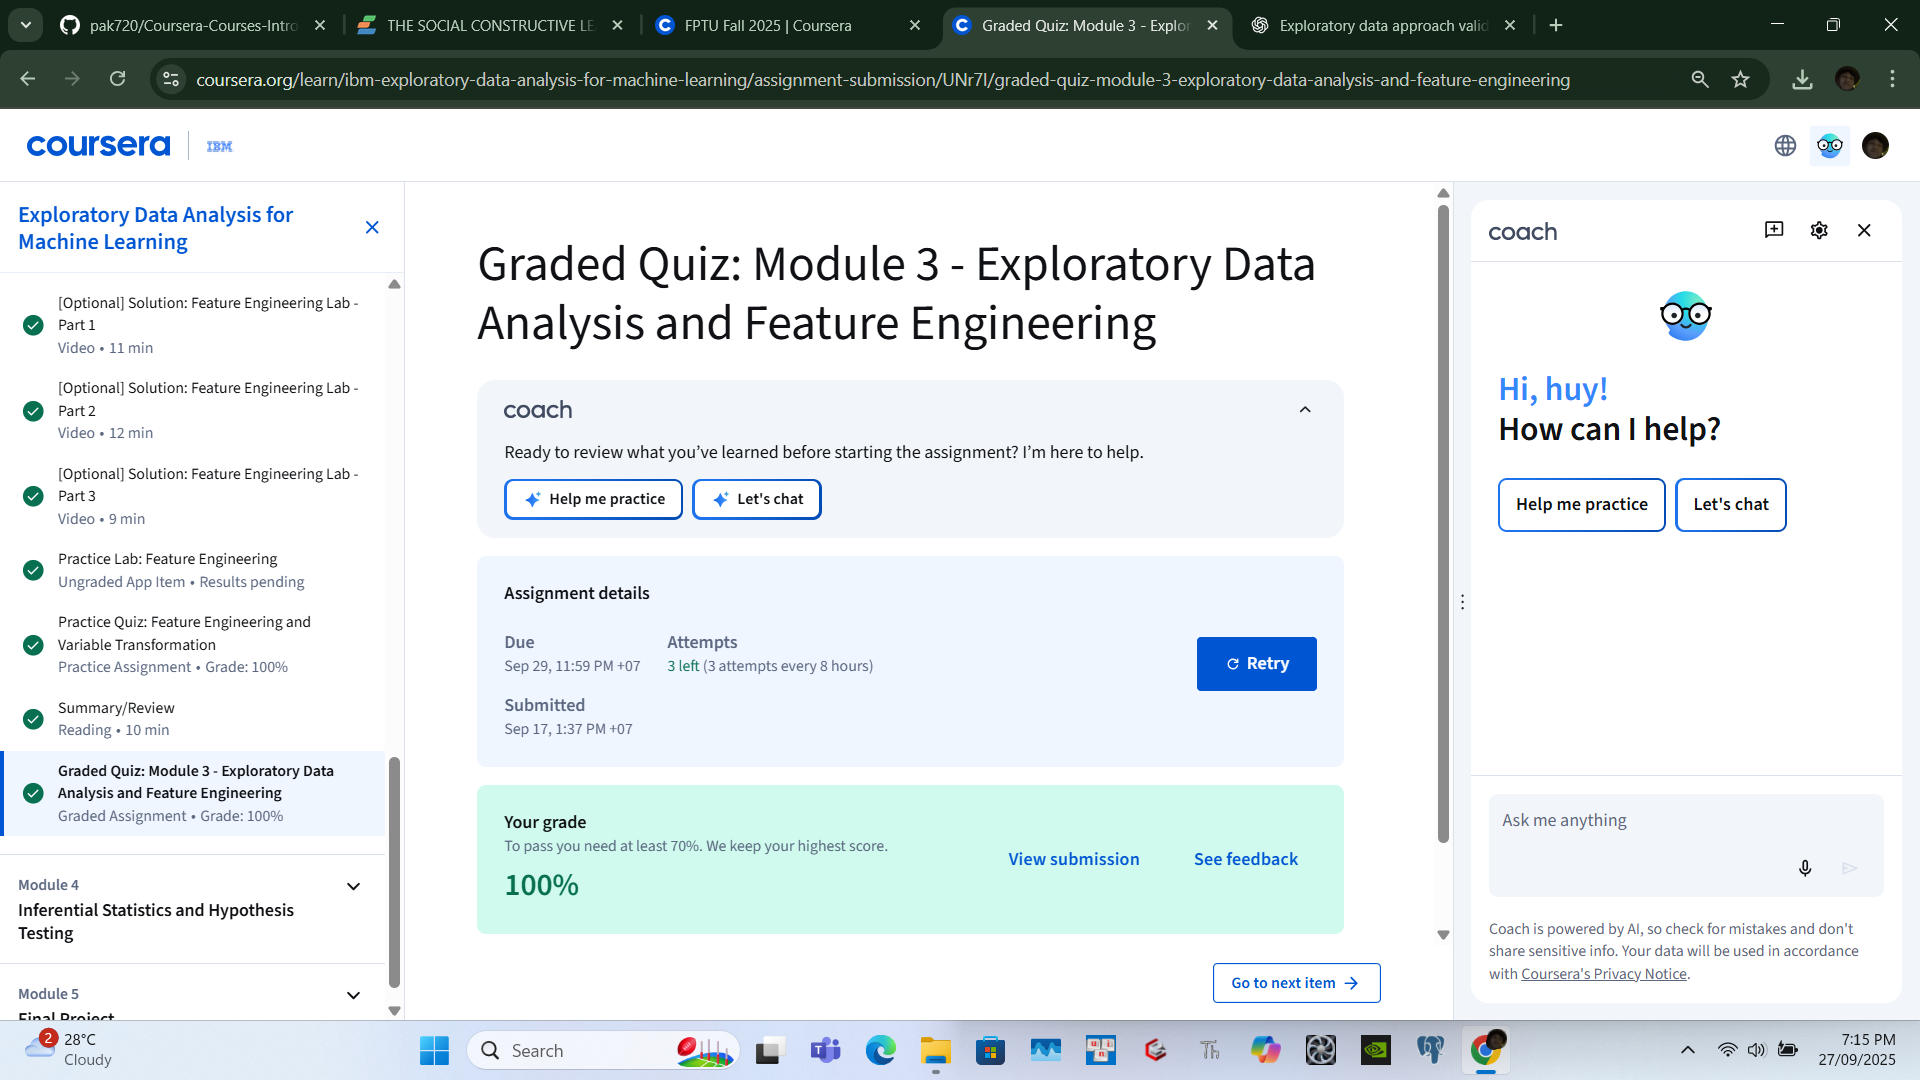 pak720/Coursera-Courses-Intro
THE SOCIAL CONSTRUCTIVE LE
FPTU Fall 2025 | Coursera
Graded Quiz: Module 3 - Explor
Exploratory data approach valid
coursera.org/learn/ibm-exploratory-data-analysis-for-machine-learning/assignment-submission/UNr7I/graded-quiz-module-3-exploratory-data-analysis-and-feature-engineering
coursera
IBM
Exploratory Data Analysis for
Machine Learning
[Optional] Solution: Feature Engineering Lab -
Part 1
Video • 11 min
[Optional] Solution: Feature Engineering Lab -
Part 2
Video • 12 min
[Optional] Solution: Feature Engineering Lab -
Part 3
Video • 9 min
Practice Lab: Feature Engineering
Ungraded App Item • Results pending
Practice Quiz: Feature Engineering and
Variable Transformation
Practice Assignment • Grade: 100%
Summary/Review
Reading • 10 min
Graded Quiz: Module 3 - Exploratory Data
Analysis and Feature Engineering
Graded Assignment • Grade: 100%
Module 4
Inferential Statistics and Hypothesis
Testing
Module 5
Final Project
Graded Quiz: Module 3 - Exploratory Data
Analysis and Feature Engineering
coach
Ready to review what you've learned before starting the assignment? I'm here to help.
Help me practice
Let's chat
Assignment details
Due
Sep 29, 11:59 PM +07
Attempts
3 left (3 attempts every 8 hours)
Submitted
Sep 17, 1:37 PM +07
Retry
Your grade
To pass you need at least 70%. We keep your highest score.
100%
View submission
See feedback
Go to next item
coach
Hi, huy!
How can I help?
Help me practice
Let's chat
Ask me anything
Coach is powered by AI, so check for mistakes and don't
share sensitive info. Your data will be used in accordance
with Coursera's Privacy Notice.
2
28°C
Cloudy
Search
Th
7:15 PM
27/09/2025